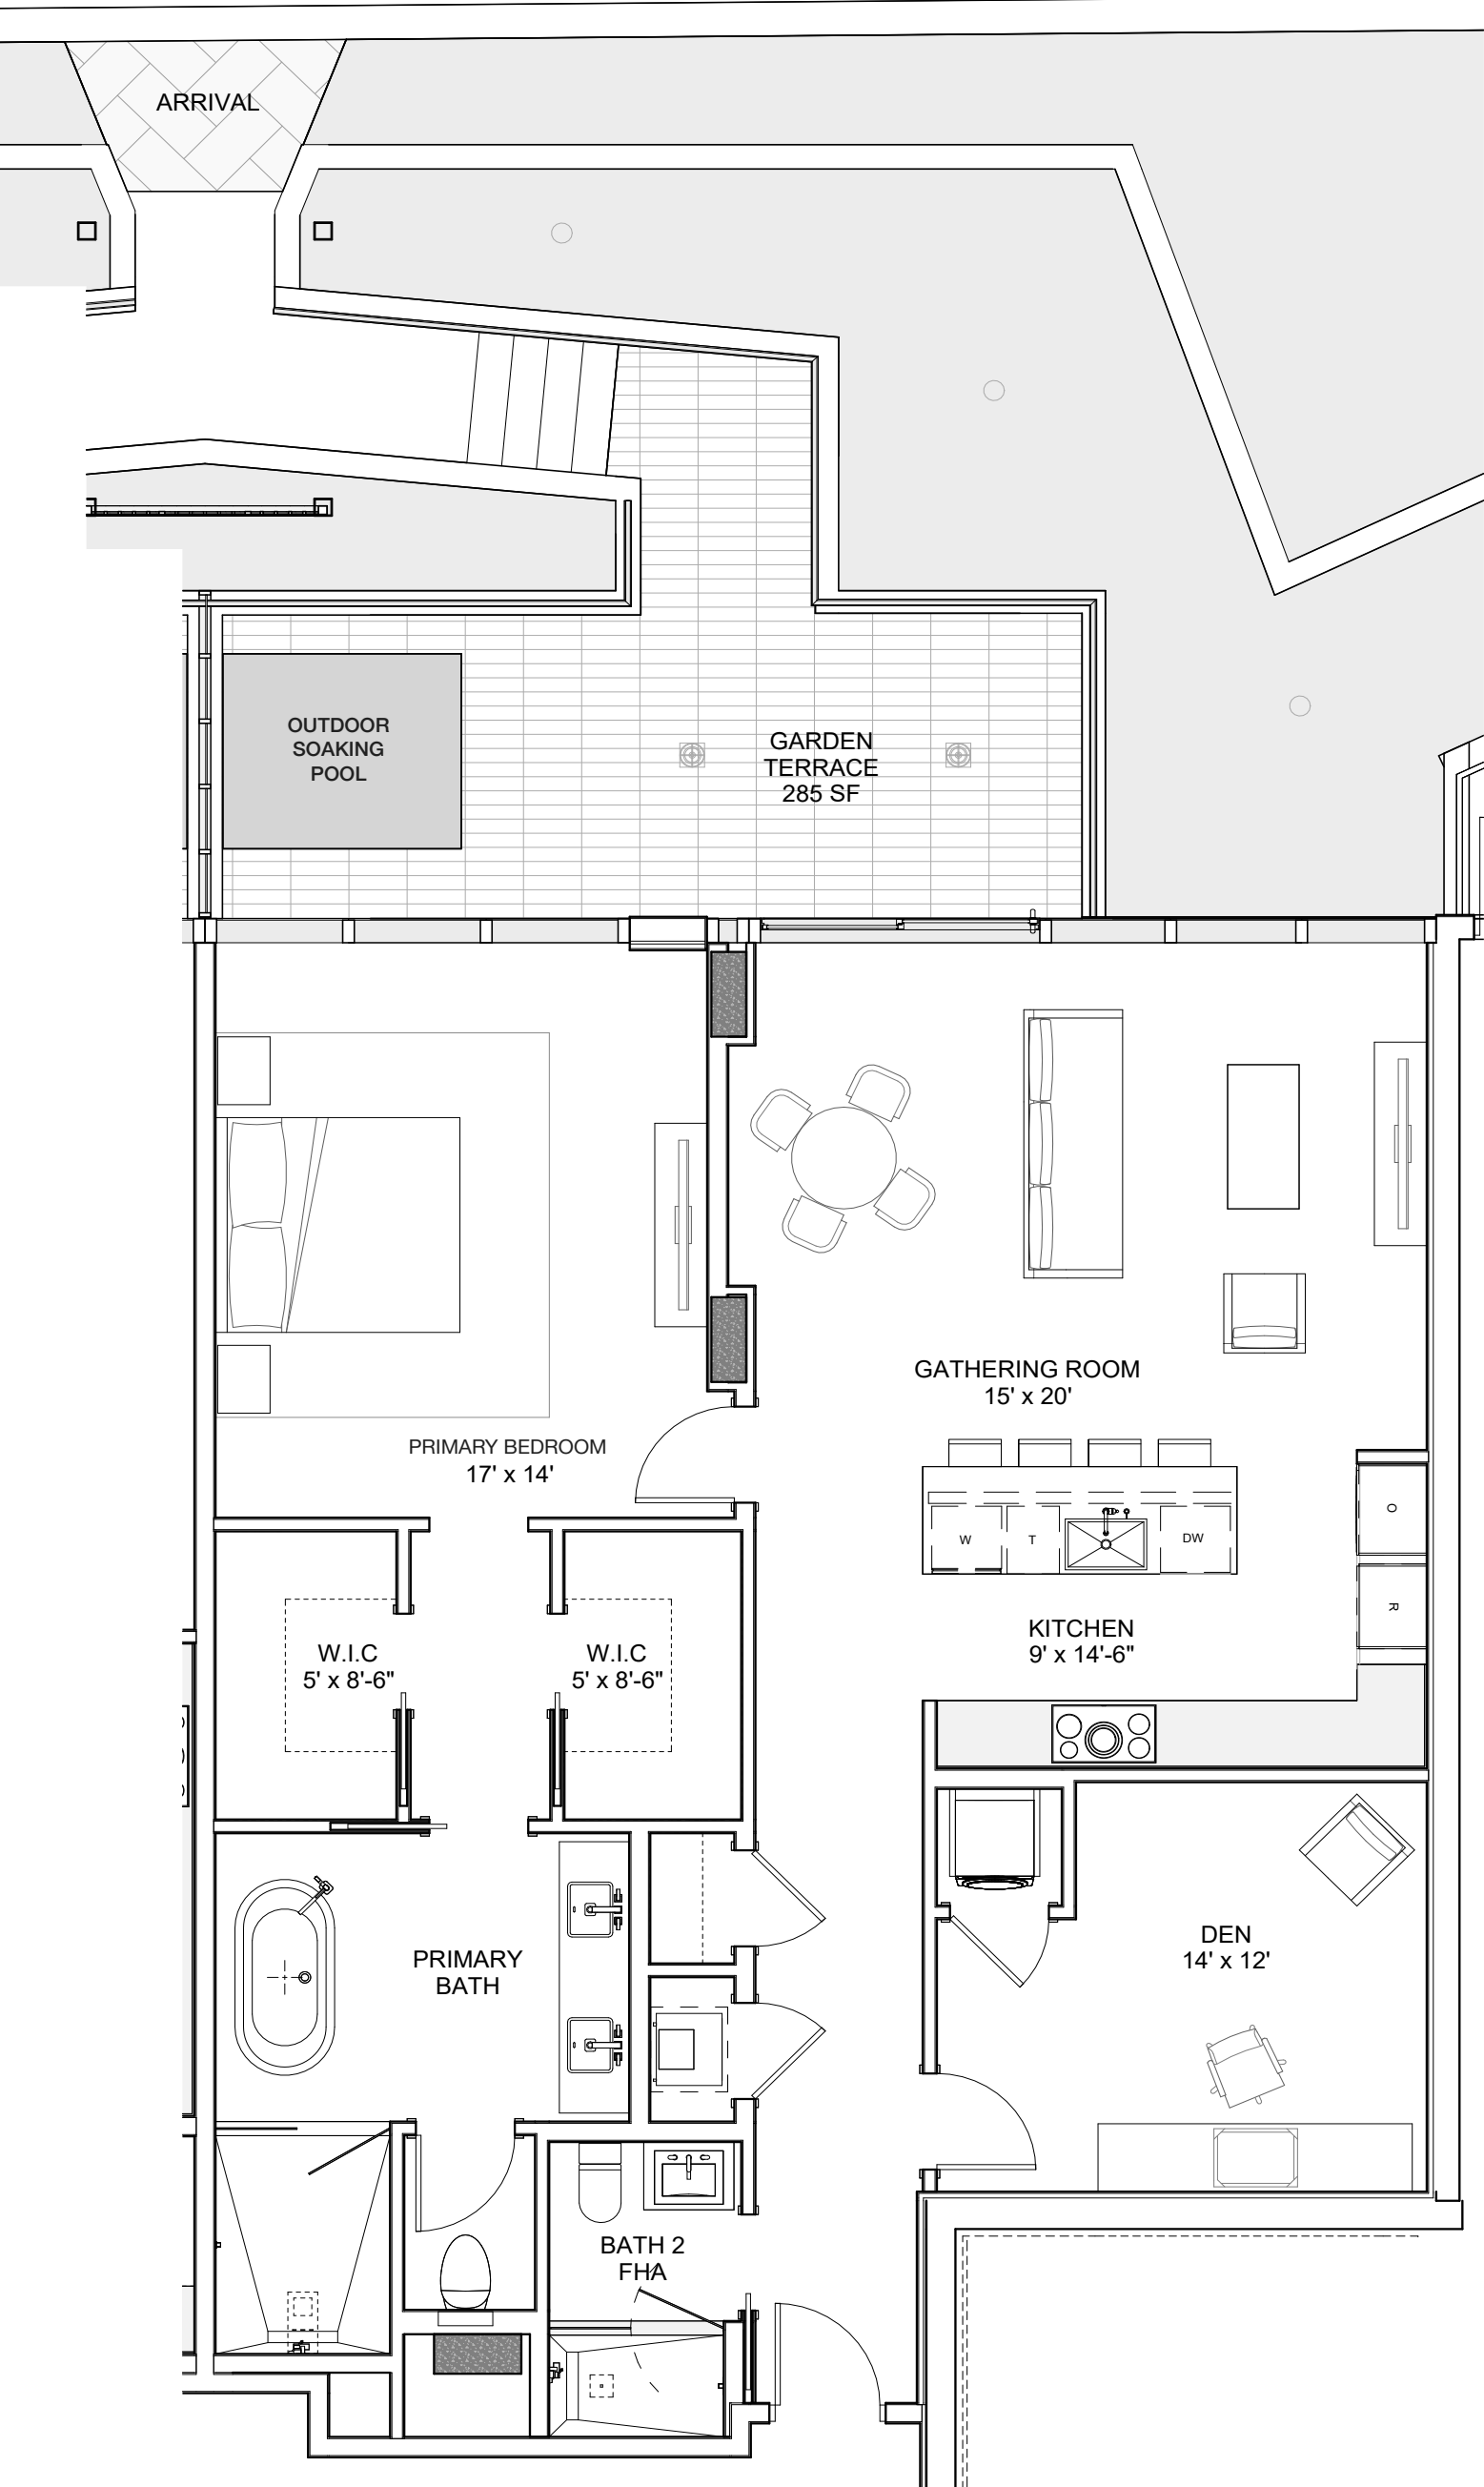 ARRIVAL
OUTDOOR
SOAKING
POOL
GARDEN
TERRACE
285 SF
GATHERING ROOM
15' x 20'
PRIMARY BEDROOM
17' x 14'
O
W
T
DW
R
KITCHEN
9' x 14'-6"
W.I.C
5' x 8'-6"
W.I.C
5' x 8'-6"
DEN
14' x 12'
PRIMARY
BATH
BATH 2
FHA